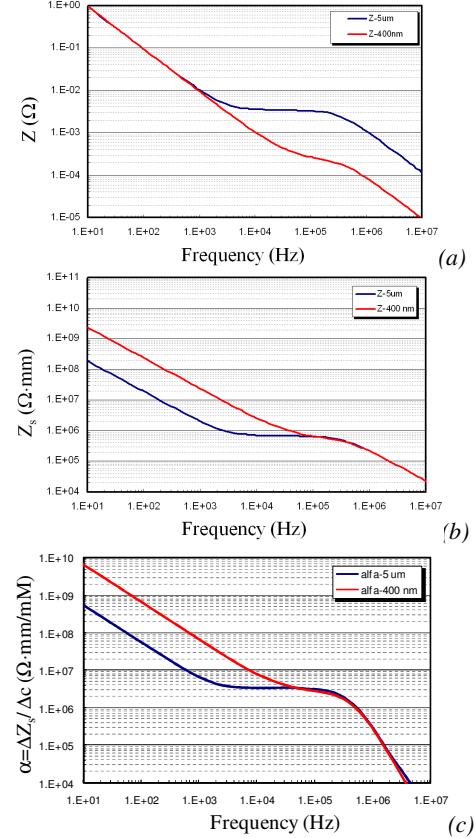 1.E+00
1.E-01
1.E-02
1.E-03
1.E-04
1.E-05
Z (Ω)
Z-5um
Z-400nm
1.E+01 1.E+02 1.E+03 1.E+04 1.E+05 1.E+06 1.E+07
Frequency (Hz)
(a)
1.E+11
1.E+10
1.E+09
1.E+08
1.E+07
1.E+06
1.E+05
1.E+04
Zs (Ω·mm)
Z-5um
Z-400 nm
1.E+01 1.E+02 1.E+03 1.E+04 1.E+05 1.E+06 1.E+07
Frequency (Hz)
(b)
1.E+10
1.E+09
1.E+08
1.E+07
1.E+06
1.E+05
1.E+04
α=ΔZs/Δc (Ω·mm/mM)
alfa-5 um
alfa-400 nm
1.E+01 1.E+02 1.E+03 1.E+04 1.E+05 1.E+06 1.E+07
Frequency (Hz)
(c)